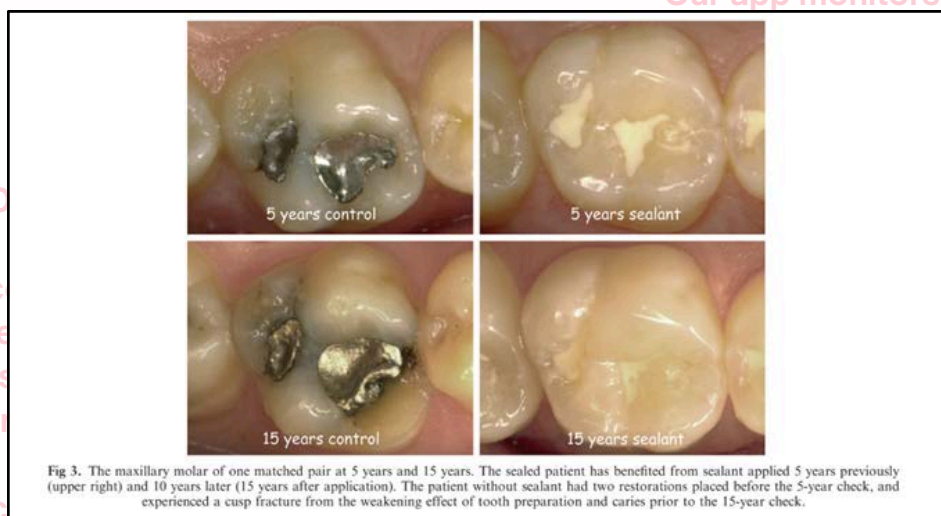 5 years control
5 years sealant
15 years control
15 years sealant
Fig 3. The maxillary molar of one matched pair at 5 years and 15 years. The sealed patient has benefited from sealant applied 5 years previously
(upper right) and 10 years later (15 years after application). The patient without sealant had two restorations placed before the 5-year check, and
experienced a cusp fracture from the weakening effect of tooth preparation and caries prior to the 15-year check.